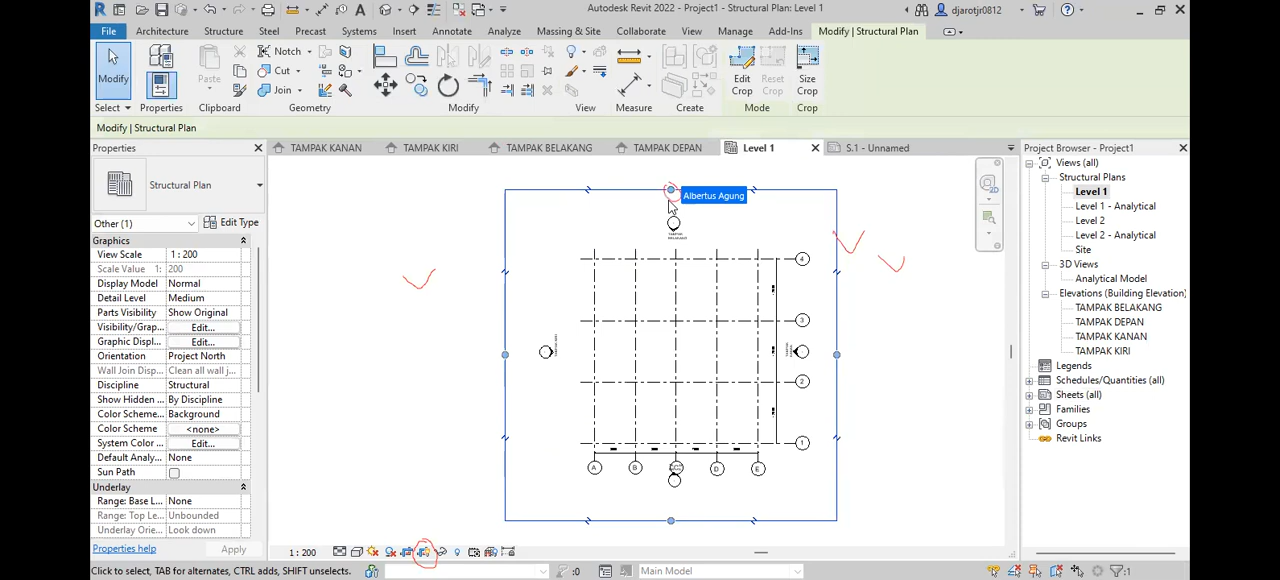 Autodesk Revit 2022 - Project1 - Structural Plan: Level 1
djarotjr0812
File Architecture Structure Steel Precast Systems Insert Annotate Analyze Massing & Site Collaborate View Manage Add-Ins Modify | Structural Plan
Modify
Paste
Notch
Cut
Join
Edit Crop
Reset Crop
Size Crop
Select Properties Clipboard Geometry Modify View Measure Create Mode Crop
Modify | Structural Plan
Properties
TAMPAK KANAN TAMPAK KIRI TAMPAK BELAKANG TAMPAK DEPAN Level 1 S.1 - Unnamed
Structural Plan
Other (1) Edit Type
Graphics
View Scale 1 : 200
Scale Value 1: 200
Display Model Normal
Detail Level Medium
Parts Visibility Show Original
Visibility/Grap... Edit...
Graphic Displ... Edit...
Orientation Project North
Wall Join Disp... Clean all wall j...
Discipline Structural
Show Hidden ... By Discipline
Color Scheme... Background
Color Scheme <none>
System Color ... Edit...
Default Analy... None
Sun Path
Underlay
Range: Base L... None
Range: Top Le... Unbounded
Underlay Orie... Look down
Properties help Apply
Albertus Agung
TAMPAK
BELAKANG
4
3
2
1
A B D E
1 : 200
Project Browser - Project1
Views (all)
Structural Plans
Level 1
Level 1 - Analytical
Level 2
Level 2 - Analytical
Site
3D Views
Analytical Model
Elevations (Building Elevation)
TAMPAK BELAKANG
TAMPAK DEPAN
TAMPAK KANAN
TAMPAK KIRI
Legends
Schedules/Quantities (all)
Sheets (all)
Families
Groups
Revit Links
Click to select, TAB for alternates, CTRL adds, SHIFT unselects. :0 Main Model :1